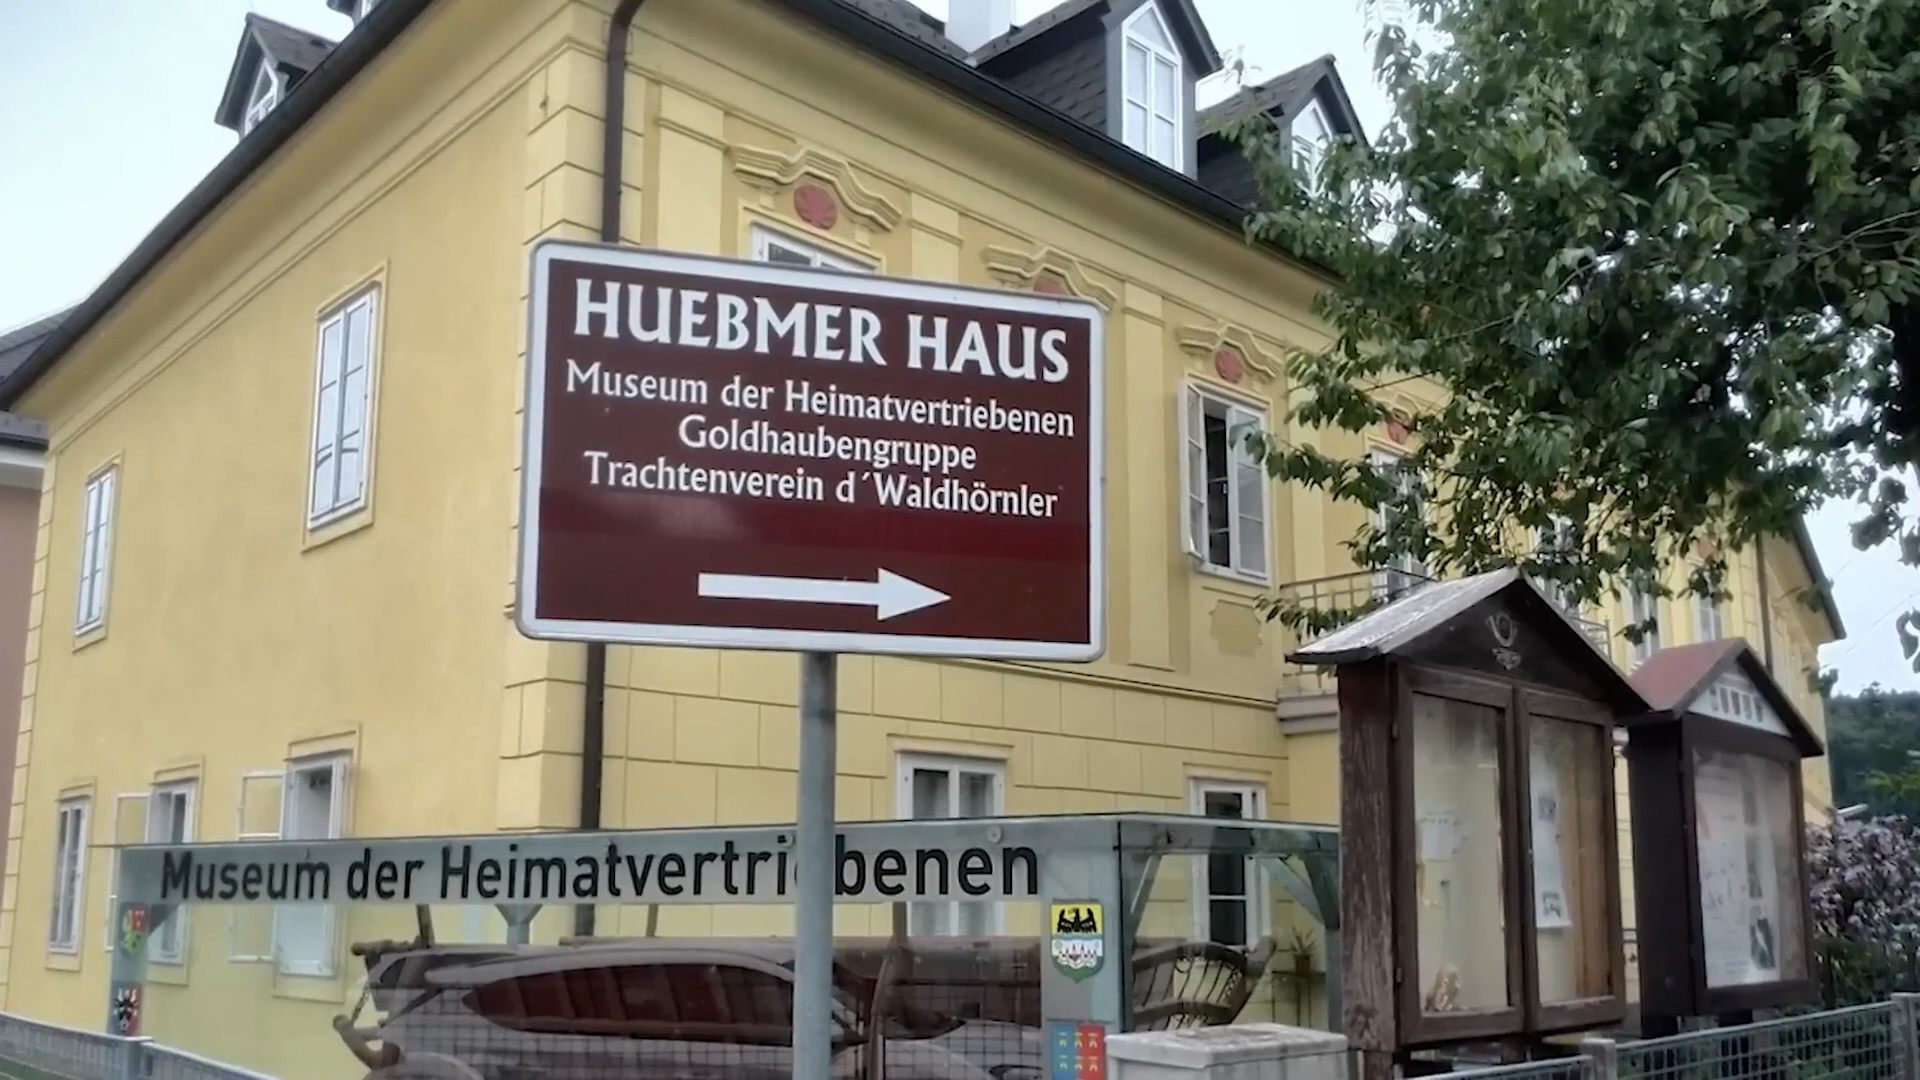 HUEBMER HAUS
Museum der Heimatvertriebenen
Goldhaubengruppe
Trachtenverein d´Waldhörnler
Museum der Heimatvertriebenen